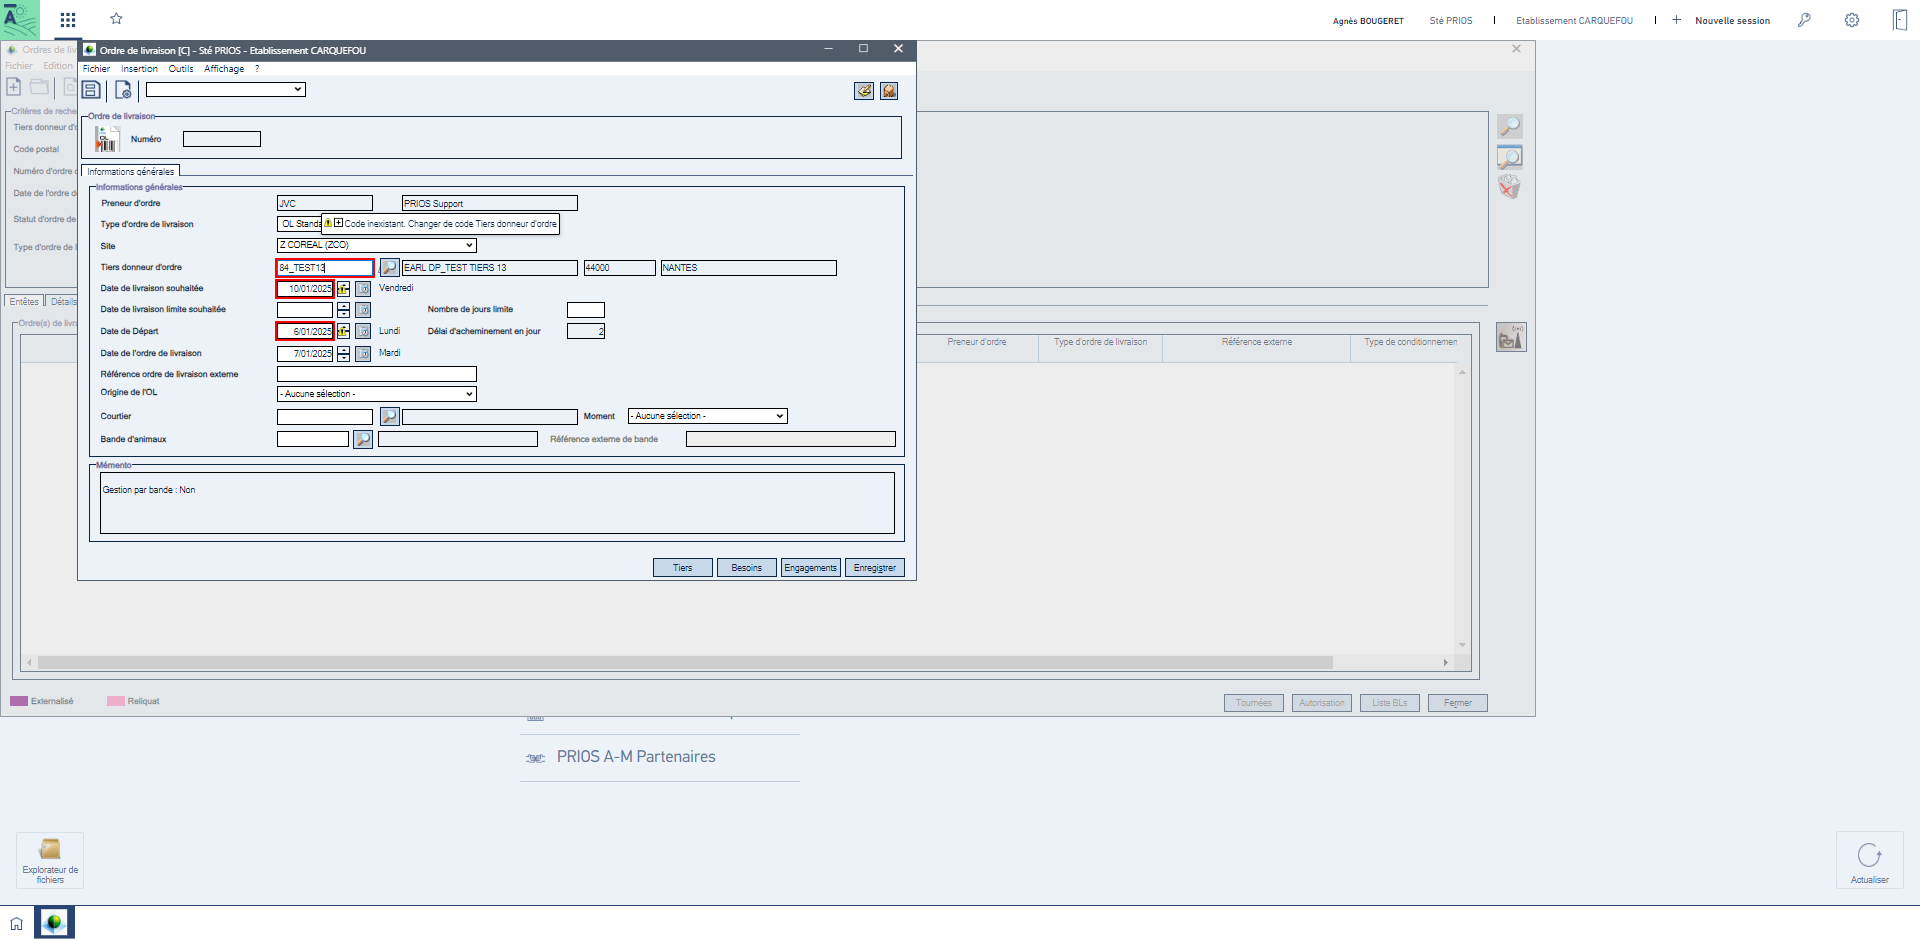 Agnès BOUGERET Sté PRIOS Etablissement CARQUEFOU + Nouvelle session
Ordres de liv
Fichier Edition
Critères de reche
Tiers donneur d'o
Code postal
Numéro d'ordre d
Date de l'ordre d
Statut d'ordre de
Type d'ordre de l
Entêtes Détails
Ordre(s) de livra
Ordre de livraison [C] - Sté PRIOS - Etablissement CARQUEFOU
Fichier Insertion Outils Affichage ?
Ordre de livraison
Numéro
Informations générales
Informations générales
Preneur d'ordre JVC PRIOS Support
Type d'ordre de livraison OL Standa
Code inexistant. Changer de code Tiers donneur d'ordre
Site Z COREAL (ZCO)
Tiers donneur d'ordre 84_TEST13 EARL DP_TEST TIERS 13 44000 NANTES
Date de livraison souhaitée 10/01/2025 Vendredi
Date de livraison limite souhaitée Nombre de jours limite
Date de Départ 6/01/2025 Lundi Délai d'acheminement en jour 2
Date de l'ordre de livraison 7/01/2025 Mardi
Référence ordre de livraison externe
Origine de l'OL - Aucune sélection -
Courtier Moment - Aucune sélection -
Bande d'animaux Référence externe de bande
Mémento
Gestion par bande : Non
Tiers Besoins Engagements Enregistrer
Preneur d'ordre Type d'ordre de livraison Référence externe Type de conditionnemen
Externalisé Reliquat
Tournées Autorisation Liste BLs Fermer
PRIOS A-M Partenaires
Explorateur de
fichiers
Actualiser